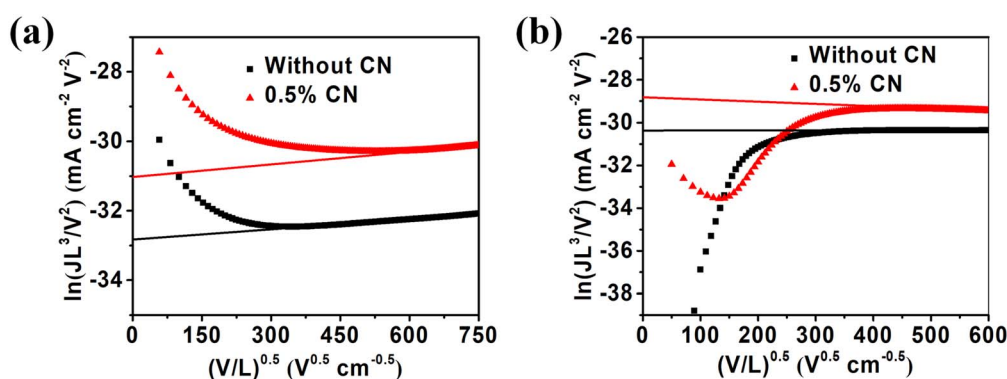 (a)
ln(JL³/V²) (mA cm⁻² V⁻²)
-28
-30
-32
-34
Without CN
0.5% CN
0 150 300 450 600 750
(V/L)^0.5 (V^0.5 cm^-0.5)
(b)
ln(JL³/V²) (mA cm⁻² V⁻²)
-26
-28
-30
-32
-34
-36
-38
Without CN
0.5% CN
0 100 200 300 400 500 600
(V/L)^0.5 (V^0.5 cm^-0.5)